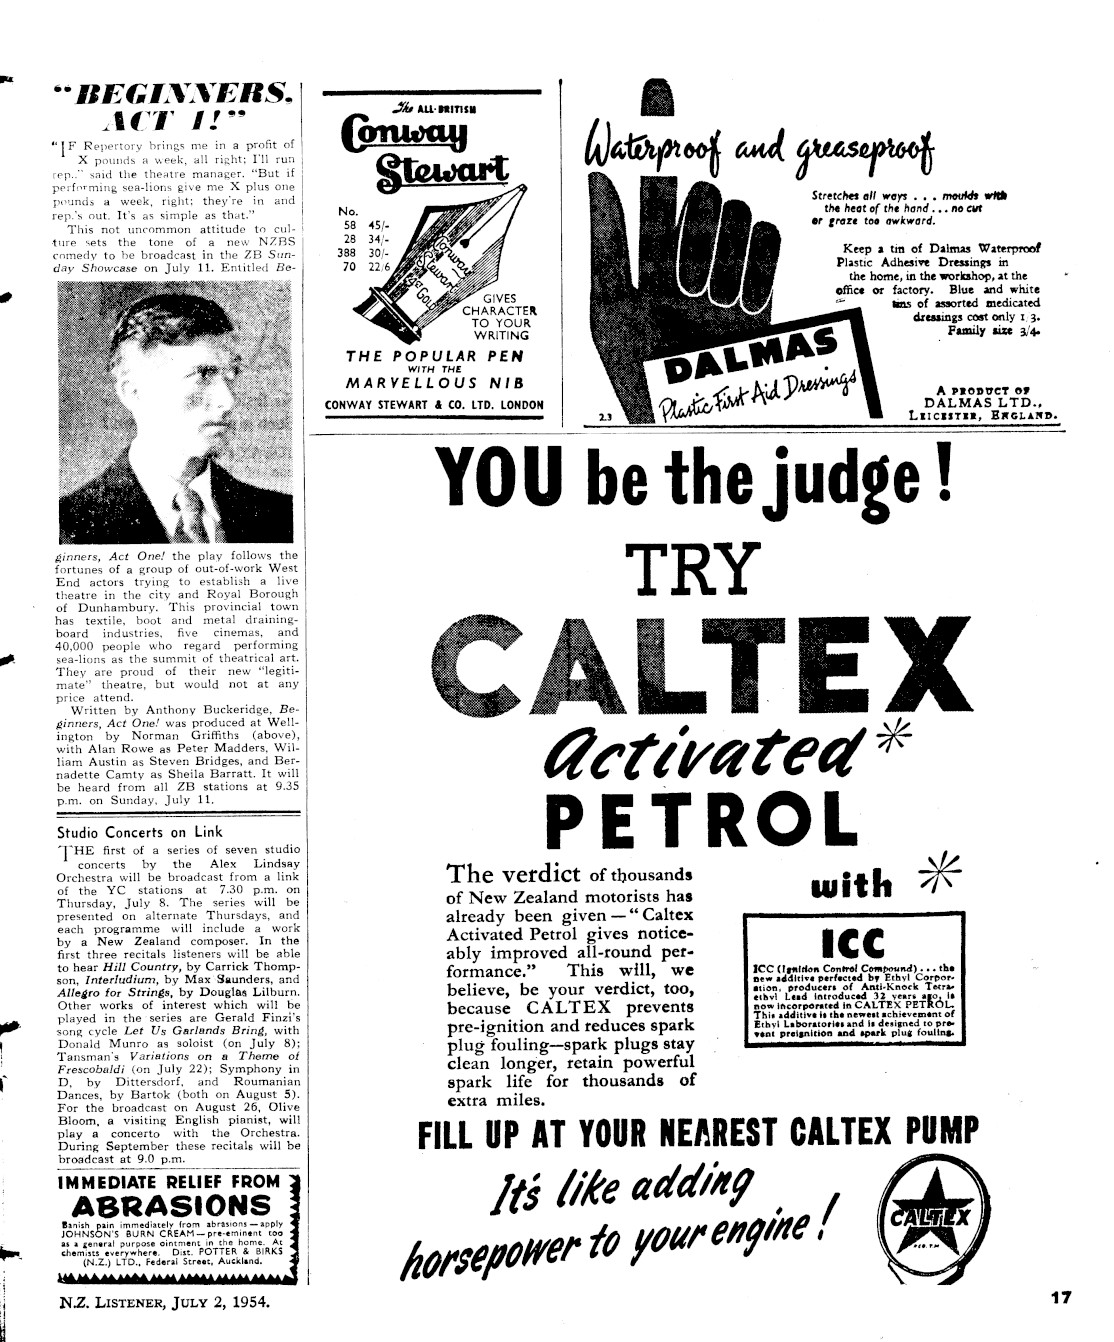 "BEGINNERS,
ACT 1!"
"IF Repertory brings me in a profit of
X pounds a week, all right; I'll run
rep.," said the theatre manager. "But if
performing sea-lions give me X plus one
pounds a week, right; they're in and
rep.'s out. It's as simple as that."
This not uncommon attitude to cul-
ture sets the tone of a new NZBS
comedy to be broadcast in the ZB Sun-
day Showcase on July 11. Entitled Be-
ginners, Act One! the play follows the
fortunes of a group of out-of-work West
End actors trying to establish a live
theatre in the city and Royal Borough
of Dunhambury. This provincial town
has textile, boot and metal draining-
board industries, five cinemas, and
40,000 people who regard performing
sea-lions as the summit of theatrical art.
They are proud of their new "legiti-
mate" theatre, but would not at any
price attend.
Written by Anthony Buckeridge, Be-
ginners, Act One! was produced at Well-
ington by Norman Griffiths (above),
with Alan Rowe as Peter Madders, Wil-
liam Austin as Steven Bridges, and Ber-
nadette Camty as Sheila Barratt. It will
be heard from all ZB stations at 9.35
p.m. on Sunday, July 11.
Studio Concerts on Link
THE first of a series of seven studio
concerts by the Alex Lindsay
Orchestra will be broadcast from a link
of the YC stations at 7.30 p.m. on
Thursday, July 8. The series will be
presented on alternate Thursdays, and
each programme will include a work
by a New Zealand composer. In the
first three recitals listeners will be able
to hear Hill Country, by Carrick Thomp-
son, Interludium, by Max Saunders, and
Allegro for Strings, by Douglas Lilburn.
Other works of interest which will be
played in the series are Gerald Finzi's
song cycle Let Us Garlands Bring, with
Donald Munro as soloist (on July 8);
Tansman's Variations on a Theme of
Frescobaldi (on July 22); Symphony in
D, by Dittersdorf, and Roumanian
Dances, by Bartok (both on August 5).
For the broadcast on August 26, Olive
Bloom, a visiting English pianist, will
play a concerto with the Orchestra.
During September these recitals will be
broadcast at 9.0 p.m.
IMMEDIATE RELIEF FROM
ABRASIONS
Banish pain immediately from abrasions—apply
JOHNSON'S BURN CREAM—pre-eminent too
as a general purpose ointment in the home. At
chemists everywhere. Dist. POTTER & BIRKS
(N.Z.) LTD., Federal Street, Auckland.
The ALL-BRITISH
Conway
Stewart
No.
58 45/-
28 34/-
388 30/-
70 22/6
Conway
Stewart
14ct GOLD
GIVES
CHARACTER
TO YOUR
WRITING
THE POPULAR PEN
WITH THE
MARVELLOUS NIB
CONWAY STEWART & CO. LTD. LONDON
Waterproof and greaseproof
Stretches all ways . . . moulds with
the heat of the hand . . . no cut
or graze too awkward.
Keep a tin of Dalmas Waterproof
Plastic Adhesive Dressings in
the home, in the workshop, at the
office or factory. Blue and white
tins of assorted medicated
dressings cost only 1/3.
Family size 3/4.
DALMAS
Plastic First Aid Dressings
2.3
A PRODUCT OF
DALMAS LTD.,
LEICESTER, ENGLAND.
YOU be the judge!
TRY
CALTEX
Activated*
PETROL
with *
The verdict of thousands
of New Zealand motorists has
already been given—"Caltex
Activated Petrol gives notice-
ably improved all-round per-
formance." This will, we
believe, be your verdict, too,
because CALTEX prevents
pre-ignition and reduces spark
plug fouling—spark plugs stay
clean longer, retain powerful
spark life for thousands of
extra miles.
ICC
ICC (Ignition Control Compound) . . . the
new additive perfected by Ethyl Corpor-
ation, producers of Anti-Knock Tetra-
ethyl Lead introduced 32 years ago, is
now incorporated in CALTEX PETROL.
This additive is the newest achievement of
Ethyl Laboratories and is designed to pre-
vent preignition and spark plug fouling.
FILL UP AT YOUR NEAREST CALTEX PUMP
It's like adding
horsepower to your engine!
CALTEX
N.Z. LISTENER, JULY 2, 1954.
17